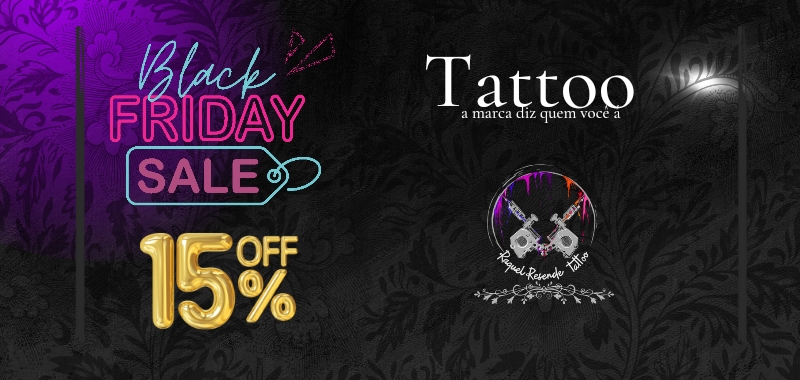 Black
FRIDAY
SALE
15% OFF
Tattoo
a marca diz quem você á
Raquel Resende Tattoo